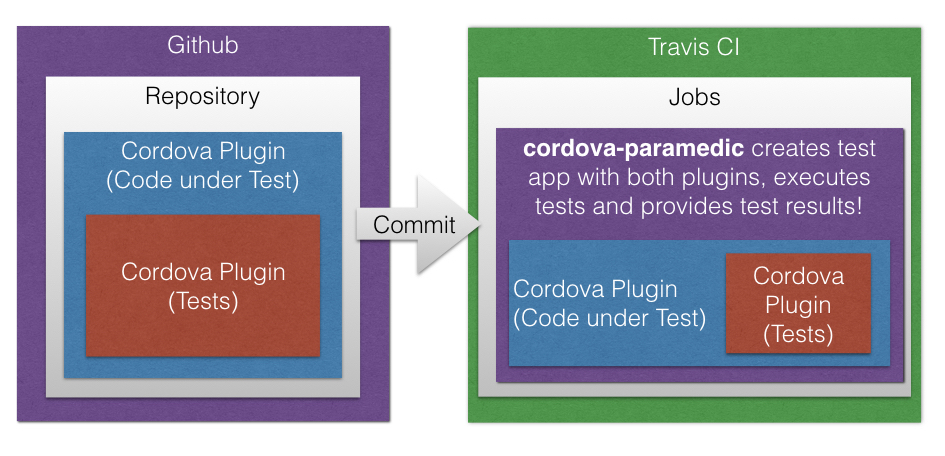 Github
Repository
Cordova Plugin
(Code under Test)
Cordova Plugin
(Tests)
Commit
Travis CI
Jobs
cordova-paramedic creates test
app with both plugins, executes
tests and provides test results!
Cordova Plugin
(Code under Test)
Cordova
Plugin
(Tests)